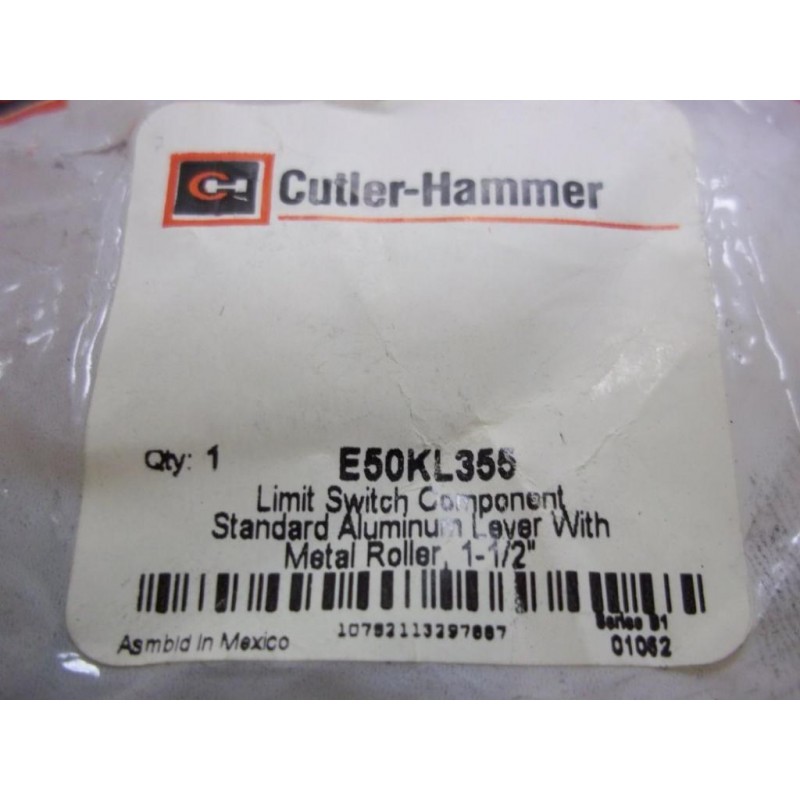 CH Cutler-Hammer
Qty: 1 E50KL355
Limit Switch Component
Standard Aluminum Lever With
Metal Roller, 1-1/2"
Series B1
Asmbld In Mexico 10782113297887 01062